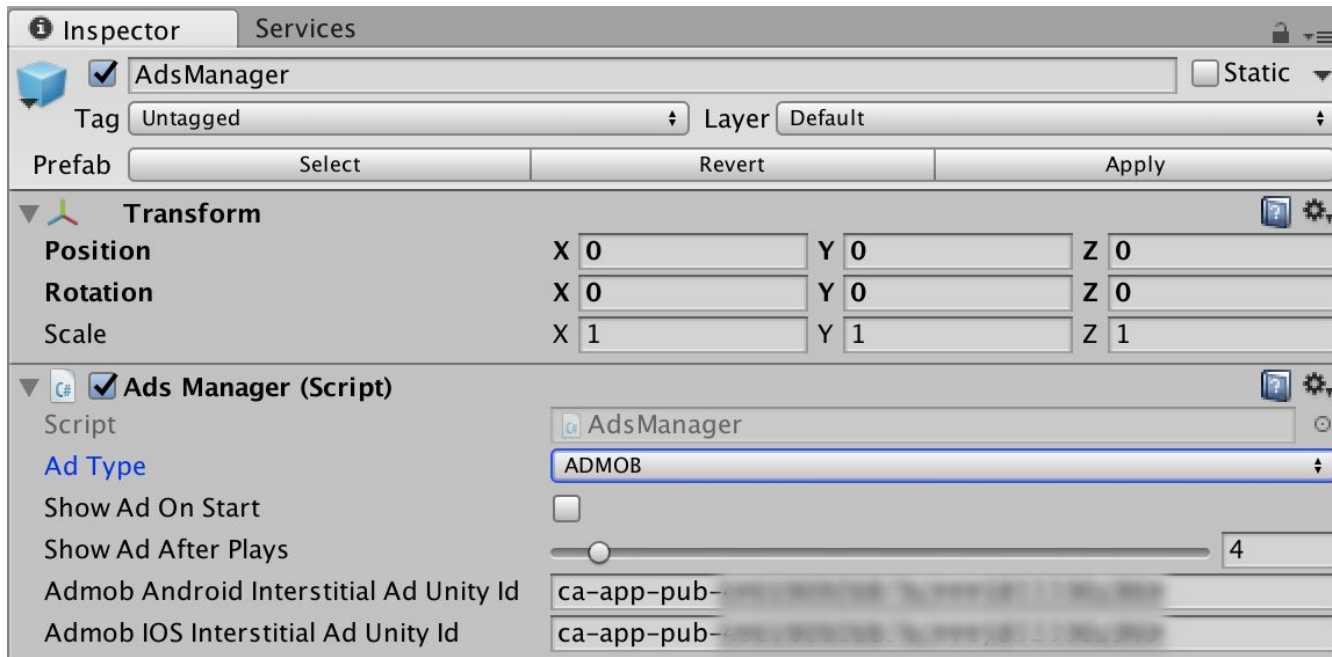 Inspector Services
AdsManager Static
Tag Untagged Layer Default
Prefab Select Revert Apply
Transform
Position X 0 Y 0 Z 0
Rotation X 0 Y 0 Z 0
Scale X 1 Y 1 Z 1
C# Ads Manager (Script)
Script AdsManager
Ad Type ADMOB
Show Ad On Start
Show Ad After Plays 4
Admob Android Interstitial Ad Unity Id ca-app-pub-
Admob IOS Interstitial Ad Unity Id ca-app-pub-